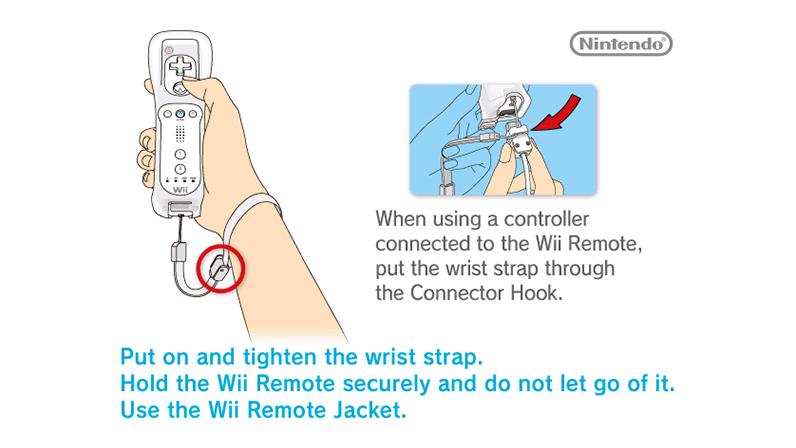 Nintendo®
Wii
When using a controller
connected to the Wii Remote,
put the wrist strap through
the Connector Hook.
Put on and tighten the wrist strap.
Hold the Wii Remote securely and do not let go of it.
Use the Wii Remote Jacket.